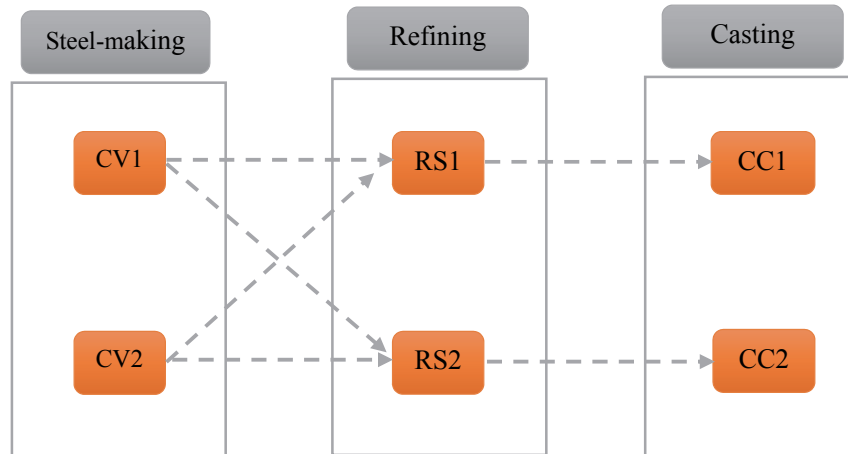 Steel-making
Refining
Casting
CV1
RS1
CC1
CV2
RS2
CC2